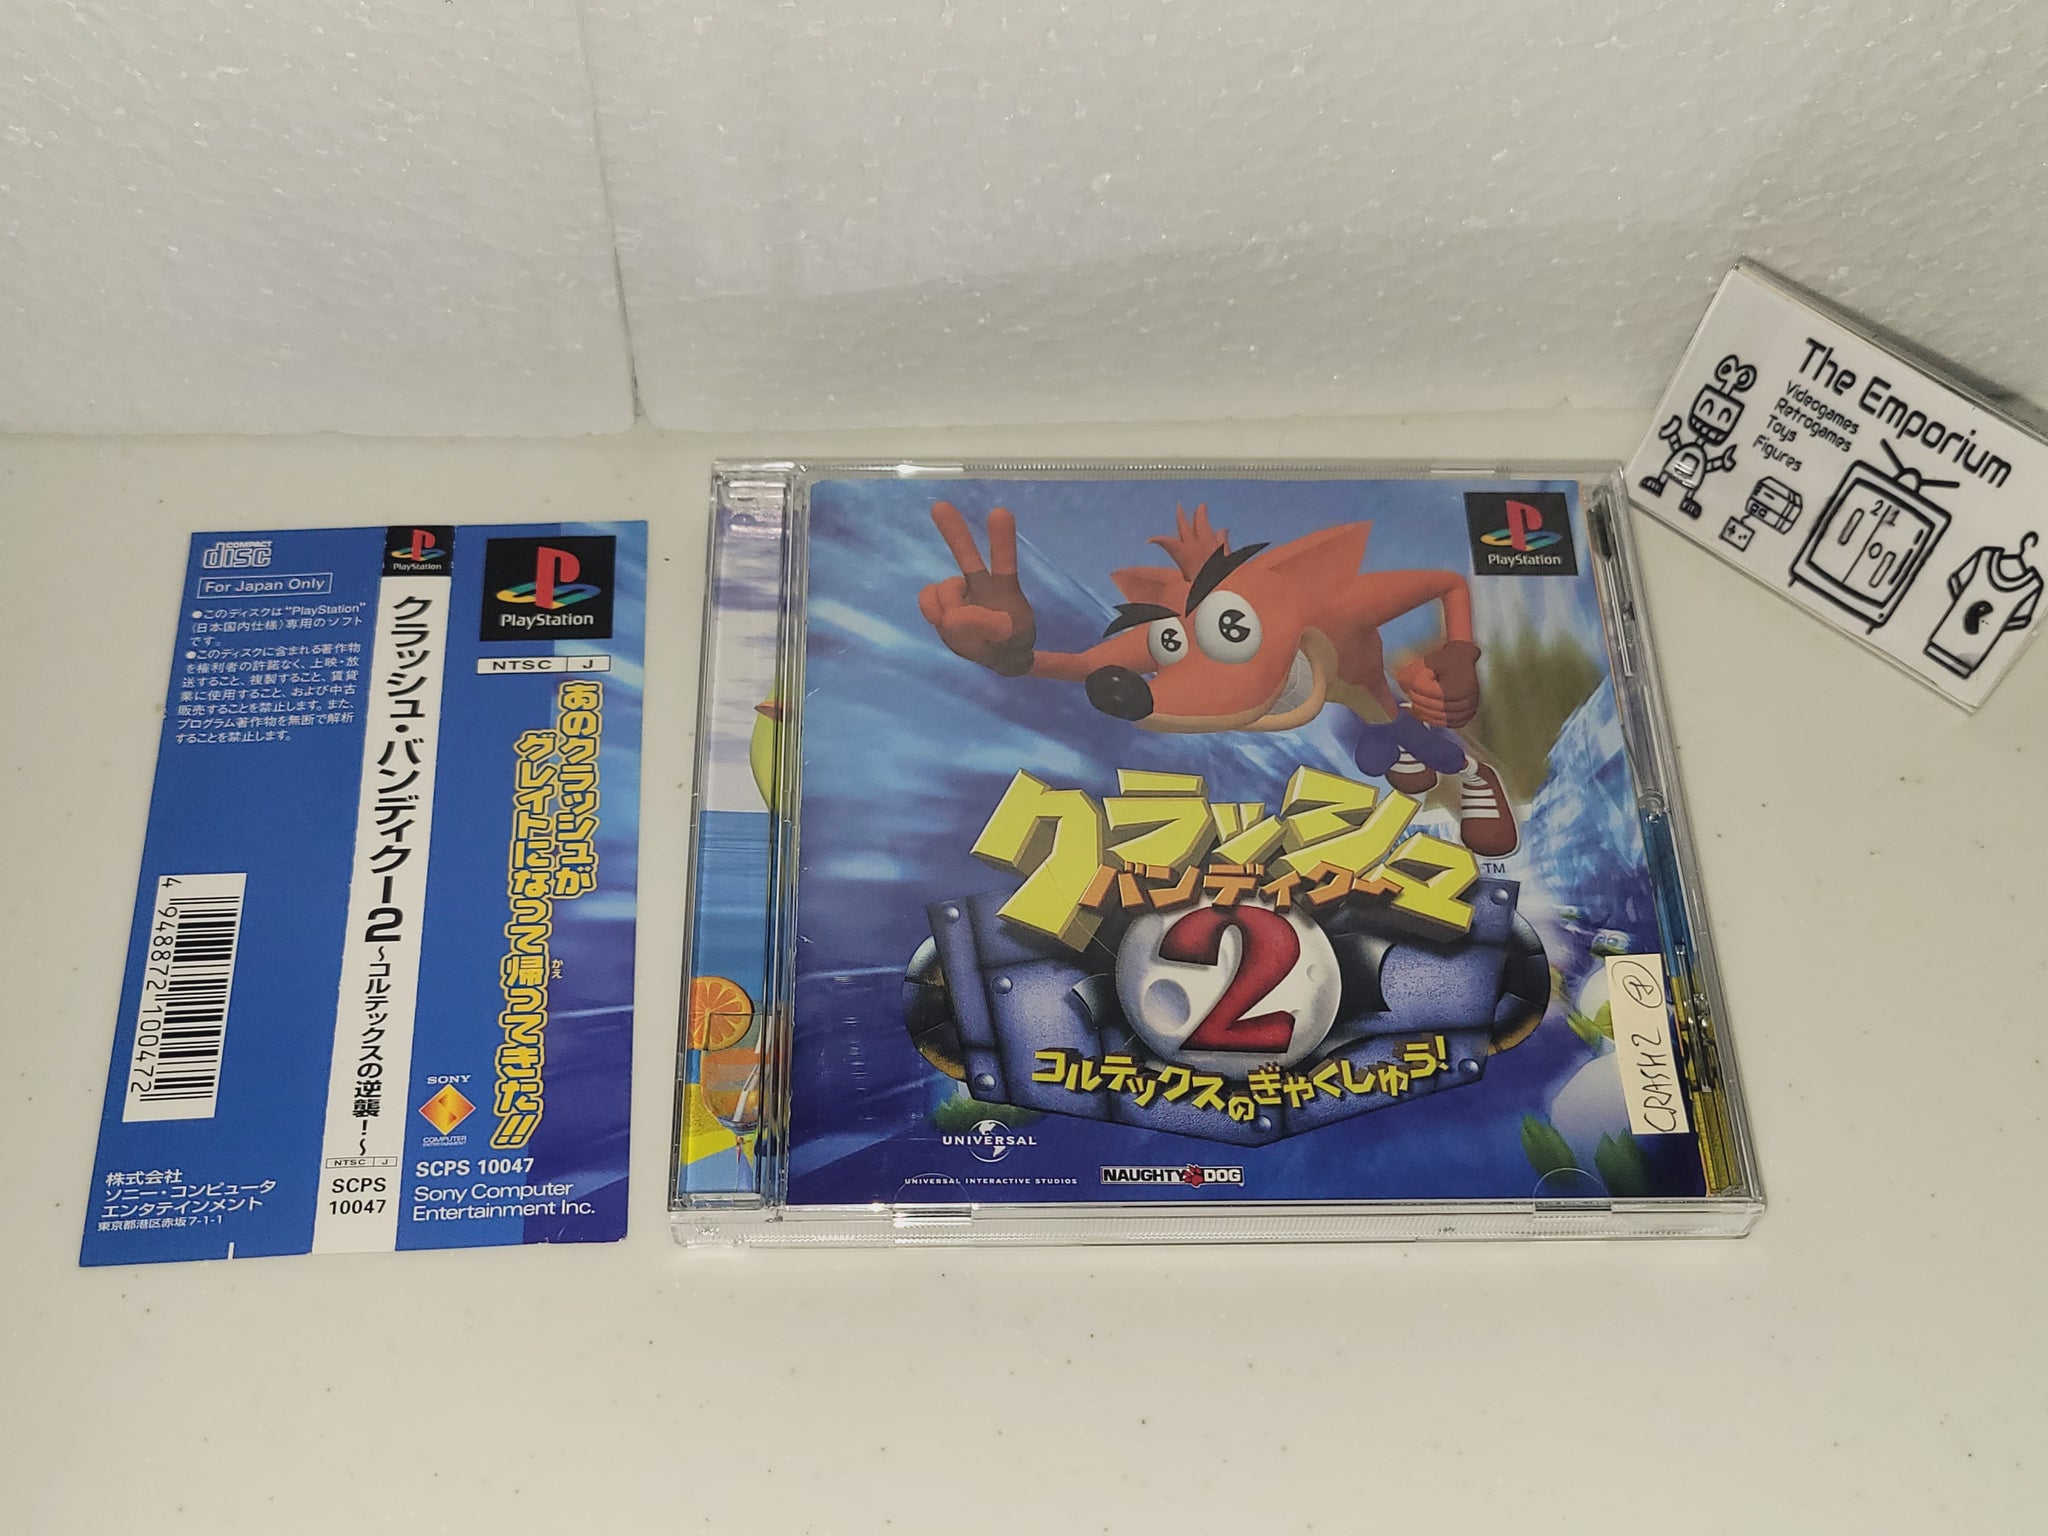 COMPACT
disc
For Japan Only
●このディスクは“PlayStation”
(日本国内仕様)専用のソフト
です。
●このディスクに含まれる著作物
を権利者の許諾なく、上映・放
送すること、複製すること、賃貸
業に使用すること、および中古
販売することを禁止します。また、
プログラム著作物を無断で解析
することを禁止します。
4 948872 100472
株式会社
ソニー・コンピュータ
エンタテインメント
東京都港区赤坂7-1-1
PlayStation
クラッシュ・バンディクー2 ~コルテックスの逆襲!~
NTSC J
SCPS
10047
PlayStation
NTSC J
あのクラッシュが
グレイトになって帰ってきた!!
かえ
SONY
COMPUTER
ENTERTAINMENT
SCPS 10047
Sony Computer
Entertainment Inc.
PlayStation
クラッシュ
バンディクー
TM
2
コルテックスのぎゃくしゅう!
UNIVERSAL
UNIVERSAL INTERACTIVE STUDIOS
NAUGHTY DOG
CRASH 2
The Emporium
Videogames
Retrogames
Toys
Figures
21